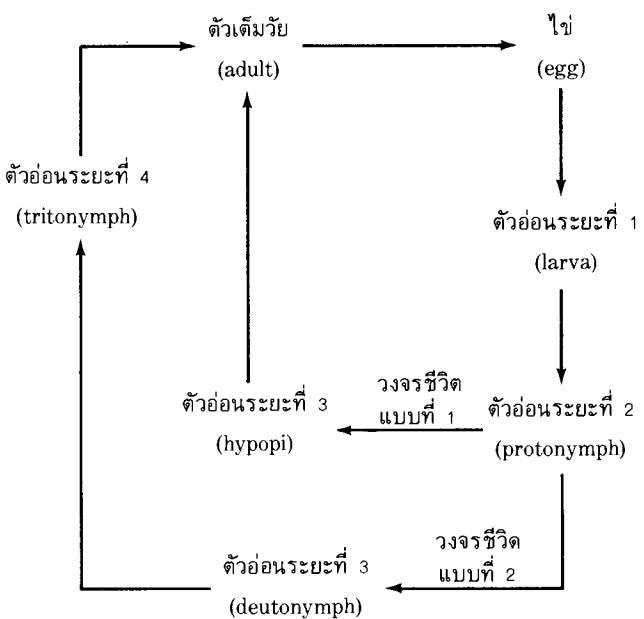 ตัวเต็มวัย
(adult)
ไข่
(egg)
ตัวอ่อนระยะที่ 4
(tritonymph)
ตัวอ่อนระยะที่ 1
(larva)
ตัวอ่อนระยะที่ 3
(hypopi)
วงจรชีวิต
แบบที่ 1
ตัวอ่อนระยะที่ 2
(protonymph)
ตัวอ่อนระยะที่ 3
(deutonymph)
วงจรชีวิด
แบบที่ 2